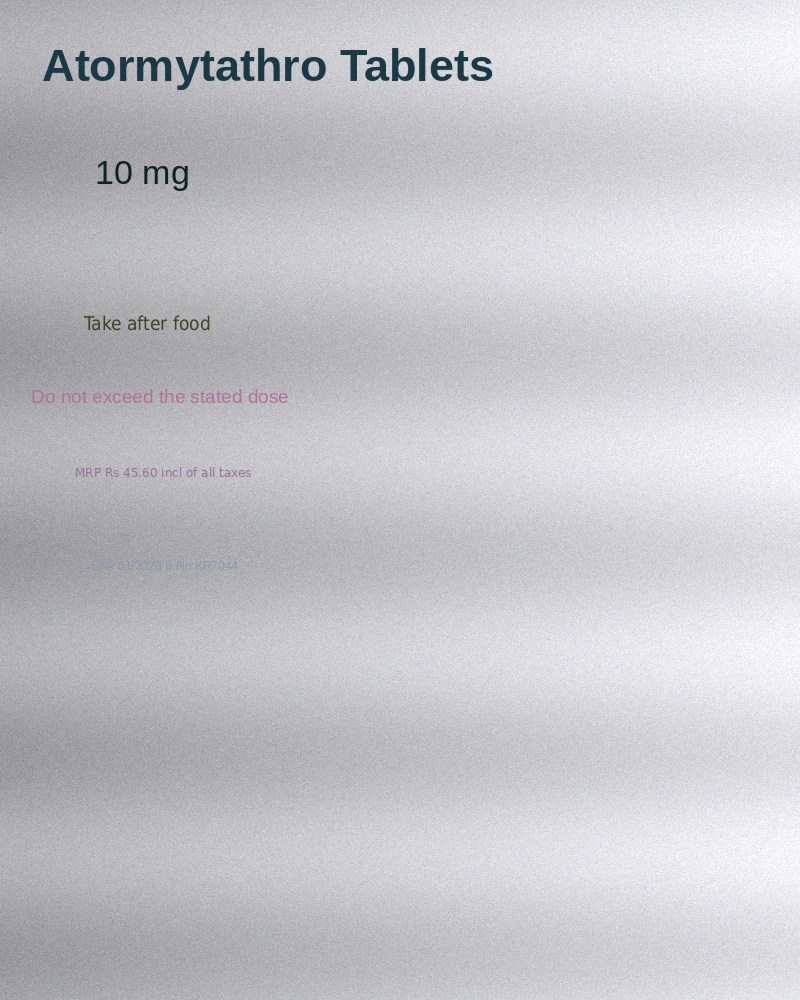 Atormytathro Tablets
10 mg
Take after food
Do not exceed the stated dose
MRP Rs 45.60 incl of all taxes
No